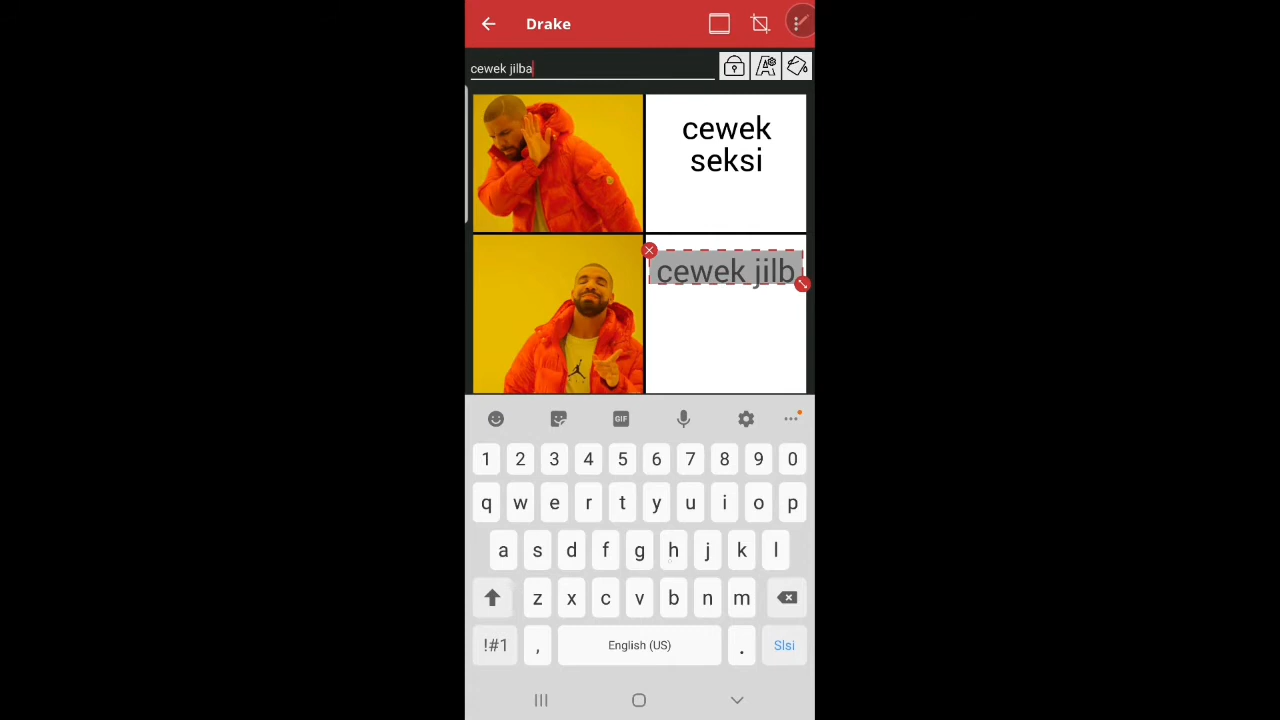 Drake
cewek jilba
cewek
seksi
cewek jilb
GIF
1 2 3 4 5 6 7 8 9 0
q w e r t y u i o p
a s d f g h j k l
z x c v b n m
!#1 , English (US) . Slsi